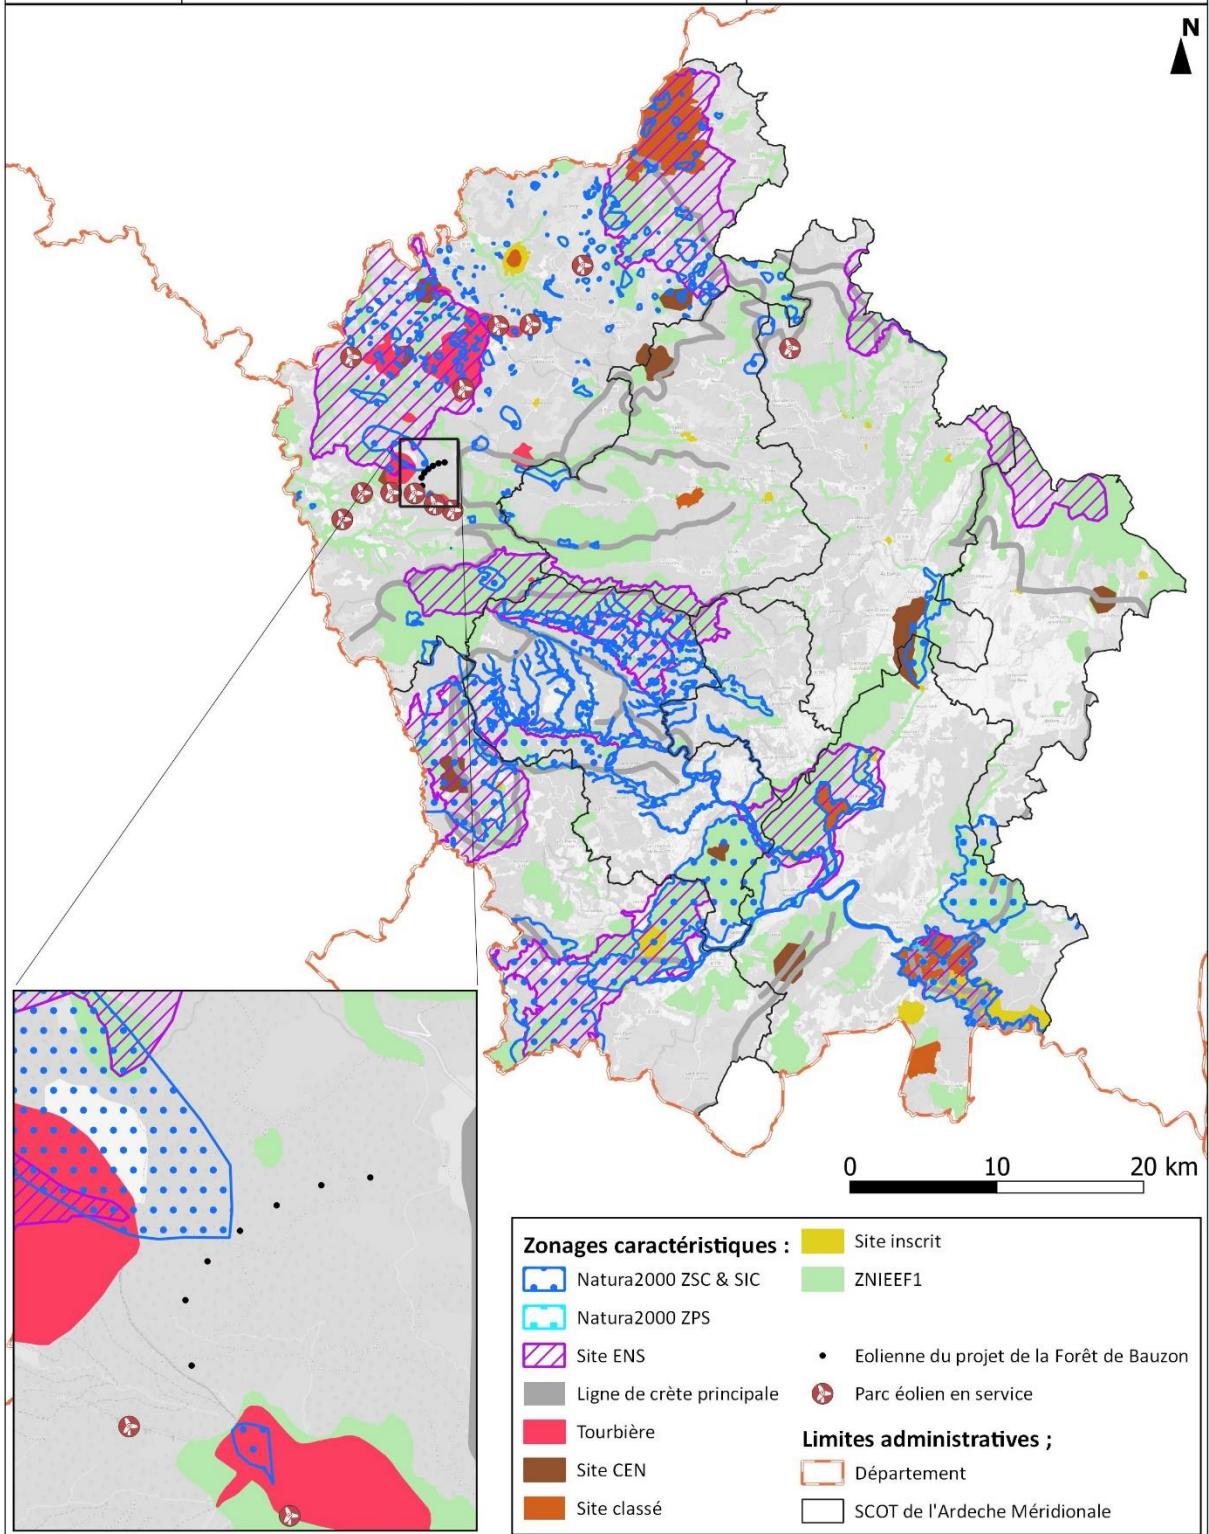 N
0 10 20 km
Zonages caractéristiques :
Natura2000 ZSC & SIC
Natura2000 ZPS
Site ENS
Ligne de crète principale
Tourbière
Site CEN
Site classé
Site inscrit
ZNIEEF1
Eolienne du projet de la Forêt de Bauzon
Parc éolien en service
Limites administratives ;
Département
SCOT de l'Ardeche Méridionale